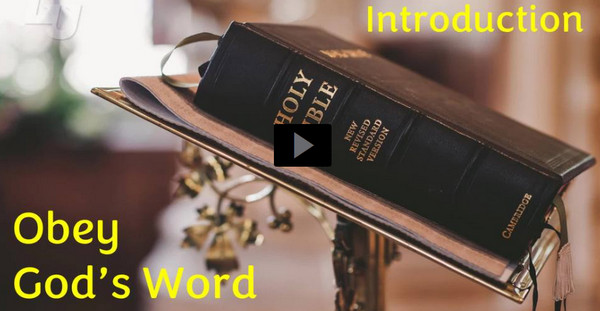 Introduction
HOLY
BIBLE
NEW
REVISED
STANDARD
VERSION
CAMBRIDGE
Obey
God's Word